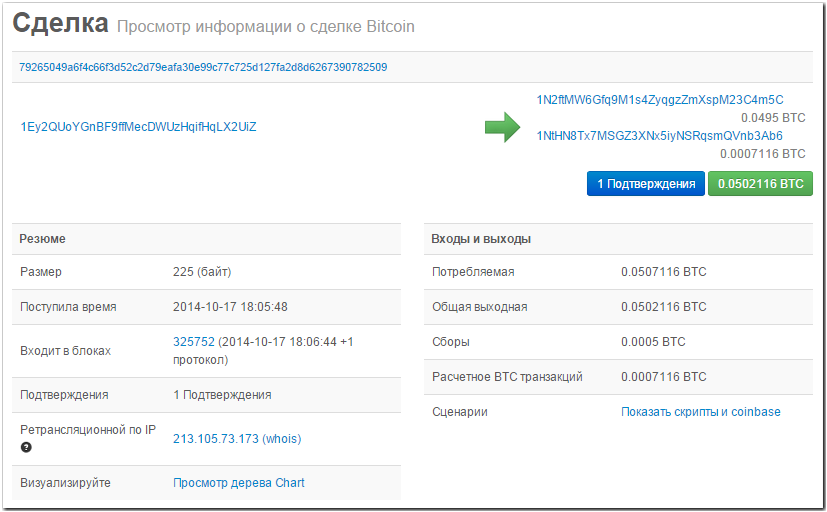 Сделка Просмотр информации о сделке Bitcoin
79265049a6f4c66f3d52c2d79eafa30e99c77c725d127fa2d8d6267390782509
1Ey2QUoYGnBF9ffMecDWUzHqifHqLX2UiZ
1N2ftMW6Gfq9M1s4ZyqgzZmXspM23C4m5C
0.0495 BTC
1NtHN8Tx7MSGZ3XNx5iyNSRqsmQVnb3Ab6
0.0007116 BTC
1 Подтверждения 0.0502116 BTC
Резюме
Размер 225 (байт)
Поступила время 2014-10-17 18:05:48
Входит в блоках 325752 (2014-10-17 18:06:44 +1
протокол)
Подтверждения 1 Подтверждения
Ретрансляционной по IP
? 213.105.73.173 (whois)
Визуализируйте Просмотр дерева Chart
Входы и выходы
Потребляемая 0.0507116 BTC
Общая выходная 0.0502116 BTC
Сборы 0.0005 BTC
Расчетное BTC транзакций 0.0007116 BTC
Сценарии Показать скрипты и coinbase